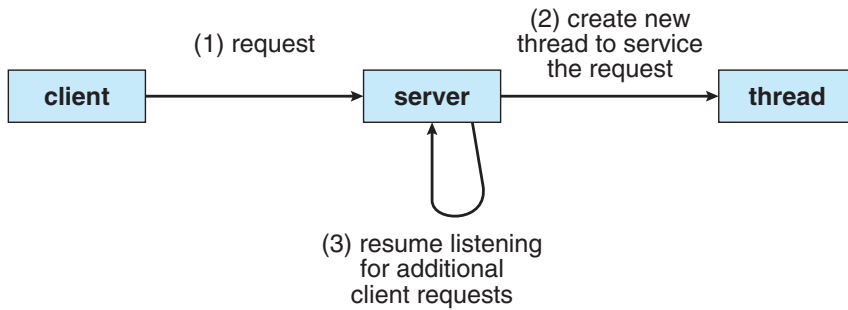 (1) request
(2) create new
thread to service
the request
client
server
thread
(3) resume listening
for additional
client requests